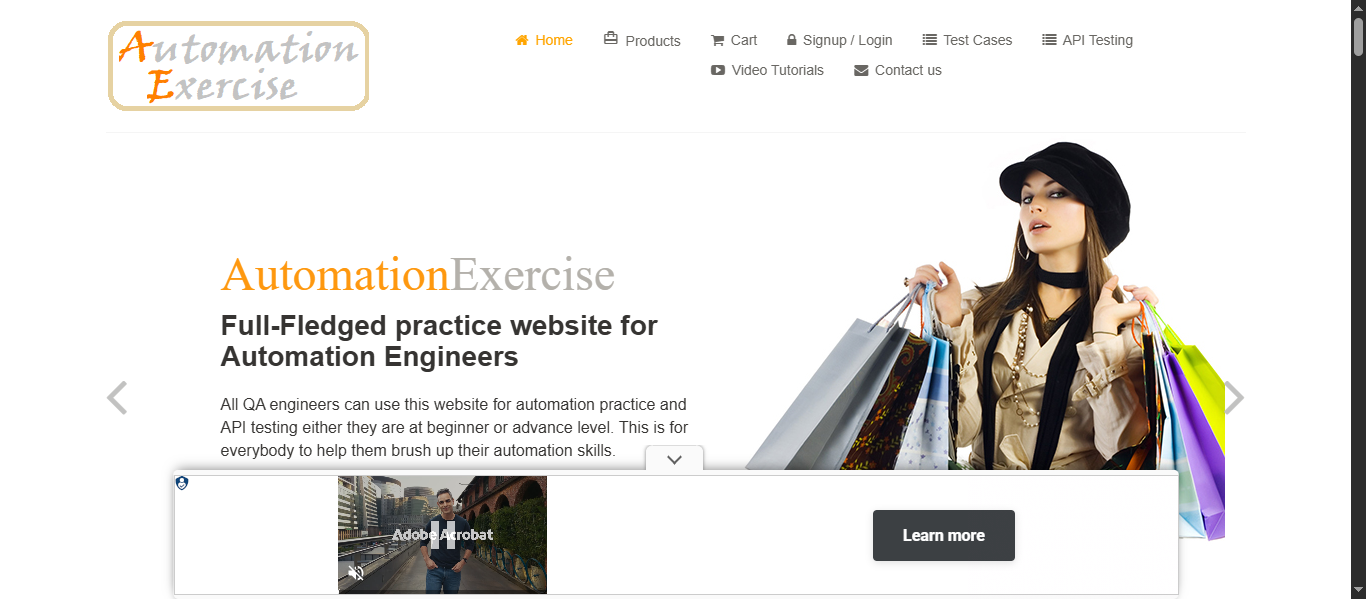 Automation
Exercise
Home
Products
Cart
Signup / Login
Test Cases
API Testing
Video Tutorials
Contact us
AutomationExercise
Full-Fledged practice website for
Automation Engineers
All QA engineers can use this website for automation practice and
API testing either they are at beginner or advance level. This is for
everybody to help them brush up their automation skills.
Adobe Acrobat
Learn more